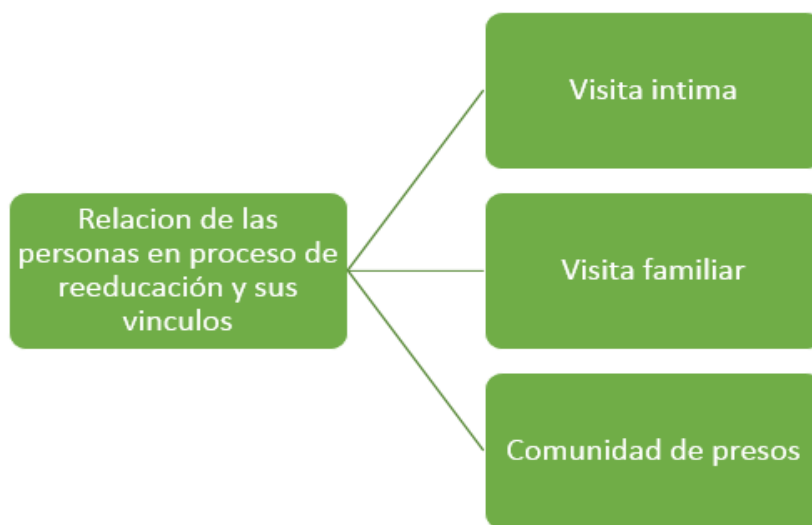 Visita intima
Relacion de las
personas en proceso de
reeducación y sus
vinculos
Visita familiar
Comunidad de presos